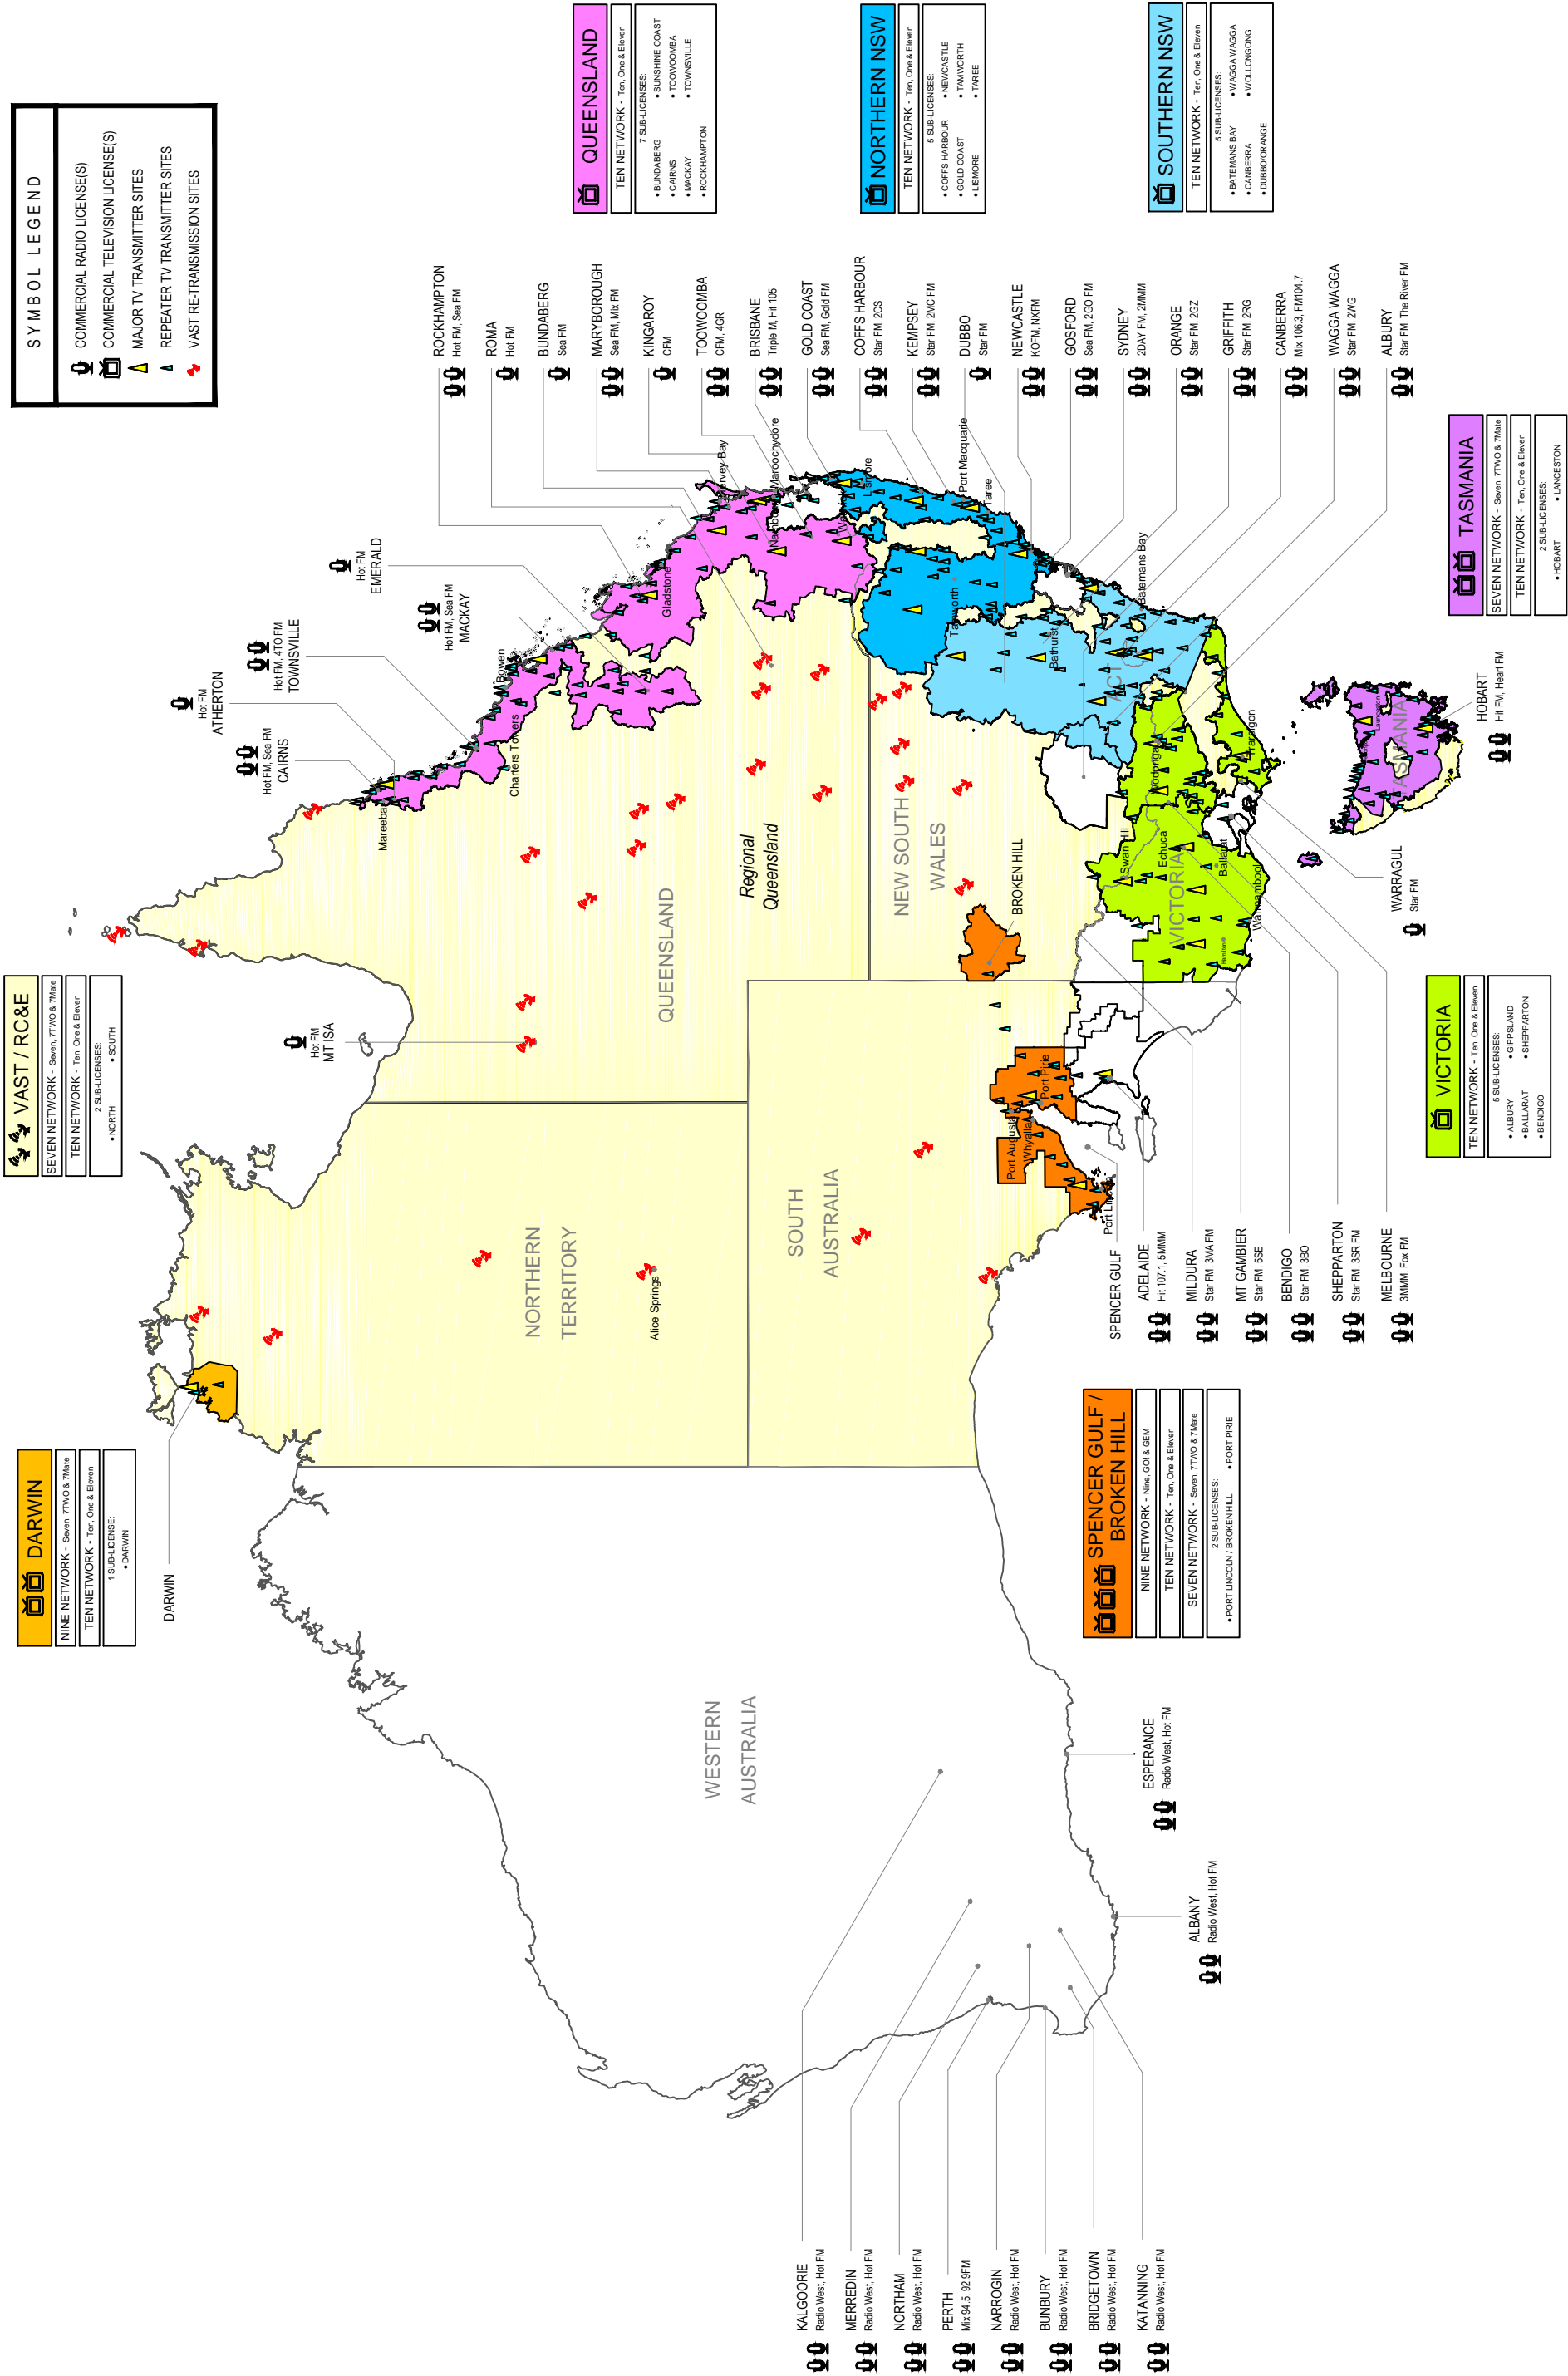 SYMBOL LEGEND
COMMERCIAL RADIO LICENSE(S)
COMMERCIAL TELEVISION LICENSE(S)
MAJOR TV TRANSMITTER SITES
REPEATER TV TRANSMITTER SITES
VAST RE-TRANSMISSION SITES
DARWIN
NINE NETWORK - Seven, 7TWO & 7Mate
TEN NETWORK - Ten, One & Eleven
1 SUB-LICENSE:
• DARWIN
DARWIN
VAST / RC&E
SEVEN NETWORK - Seven, 7TWO & 7Mate
TEN NETWORK - Ten, One & Eleven
2 SUB-LICENSES:
• NORTH • SOUTH
QUEENSLAND
TEN NETWORK - Ten, One & Eleven
7 SUB-LICENSES:
• BUNDABERG • SUNSHINE COAST
• CAIRNS • TOOWOOMBA
• MACKAY • TOWNSVILLE
• ROCKHAMPTON
NORTHERN NSW
TEN NETWORK - Ten, One & Eleven
5 SUB-LICENSES:
• COFFS HARBOUR • NEWCASTLE
• GOLD COAST • TAMWORTH
• LISMORE • TAREE
SOUTHERN NSW
TEN NETWORK - Ten, One & Eleven
5 SUB-LICENSES:
• BATEMANS BAY • WAGGA WAGGA
• CANBERRA • WOLLONGONG
• DUBBO/ORANGE
TASMANIA
SEVEN NETWORK - Seven, 7TWO & 7Mate
TEN NETWORK - Ten, One & Eleven
2 SUB-LICENSES:
• HOBART • LANCESTON
VICTORIA
TEN NETWORK - Ten, One & Eleven
5 SUB-LICENSES:
• ALBURY • GIPPSLAND
• BALLARAT • SHEPPARTON
• BENDIGO
SPENCER GULF /
BROKEN HILL
NINE NETWORK - Nine, GO! & GEM
TEN NETWORK - Ten, One & Eleven
SEVEN NETWORK - Seven, 7TWO & 7Mate
2 SUB-LICENSES:
• PORT LINCOLN / BROKEN HILL • PORT PIRIE
Hot FM
MT ISA
Hot FM, Sea FM
CAIRNS
Hot FM
ATHERTON
Hot FM, 4TO FM
TOWNSVILLE
Hot FM, Sea FM
MACKAY
Hot FM
EMERALD
ROCKHAMPTON
Hot FM, Sea FM
ROMA
Hot FM
BUNDABERG
Sea FM
MARYBOROUGH
Sea FM, Mix FM
KINGAROY
CFM
TOOWOOMBA
CFM, 4GR
BRISBANE
Triple M, Hit 105
GOLD COAST
Sea FM, Gold FM
COFFS HARBOUR
Star FM, 2CS
KEMPSEY
Star FM, 2MC FM
DUBBO
Star FM
NEWCASTLE
KOFM, NXFM
GOSFORD
Sea FM, 2GO FM
SYDNEY
2DAY FM, 2MMM
ORANGE
Star FM, 2GZ
GRIFFITH
Star FM, 2RG
CANBERRA
Mix 106.3, FM104.7
WAGGA WAGGA
Star FM, 2WG
ALBURY
Star FM, The River FM
HOBART
Hit FM, Heart FM
WARRAGUL
Star FM
SPENCER GULF
ADELAIDE
Hit 107.1, 5MMM
MILDURA
Star FM, 3MA FM
MT GAMBIER
Star FM, 5SE
BENDIGO
Star FM, 3BO
SHEPPARTON
Star FM, 3SR FM
MELBOURNE
3MMM, Fox FM
ESPERANCE
Radio West, Hot FM
ALBANY
Radio West, Hot FM
KALGOORIE
Radio West, Hot FM
MERREDIN
Radio West, Hot FM
NORTHAM
Radio West, Hot FM
PERTH
Mix 94.5, 92.9FM
NARROGIN
Radio West, Hot FM
BUNBURY
Radio West, Hot FM
BRIDGETOWN
Radio West, Hot FM
KATANNING
Radio West, Hot FM
WESTERN
AUSTRALIA
NORTHERN
TERRITORY
Alice Springs
SOUTH
AUSTRALIA
QUEENSLAND
Regional
Queensland
NEW SOUTH
WALES
BROKEN HILL
VICTORIA
ACT
Mareeba
Charters Towers
Bowen
Gladstone
Maroochydore
Lismore
Port Macquarie
Taree
Tamworth
Bathurst
Batemans Bay
Wodonga
Traralgon
Swan Hill
Echuca
Ballarat
Hamilton
Warrnambool
Port Augusta
Whyalla
Port Pirie
Port Lincoln